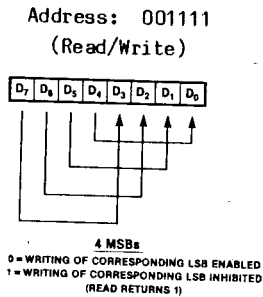 Address: 001111
(Read/Write)
D7 D6 D5 D4 D3 D2 D1 D0
4 MSBs
0 = WRITING OF CORRESPONDING LSB ENABLED
1 = WRITING OF CORRESPONDING LSB INHIBITED
(READ RETURNS 1)